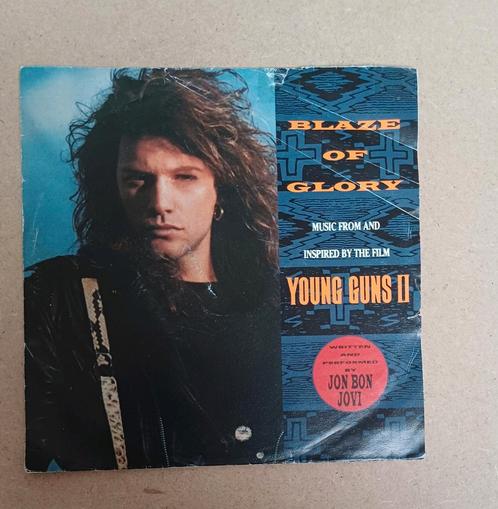 BLAZE
OF
GLORY
MUSIC FROM AND
INSPIRED BY THE FILM
YOUNG GUNS II
WRITTEN
AND
PERFORMED
BY
JON BON
JOVI